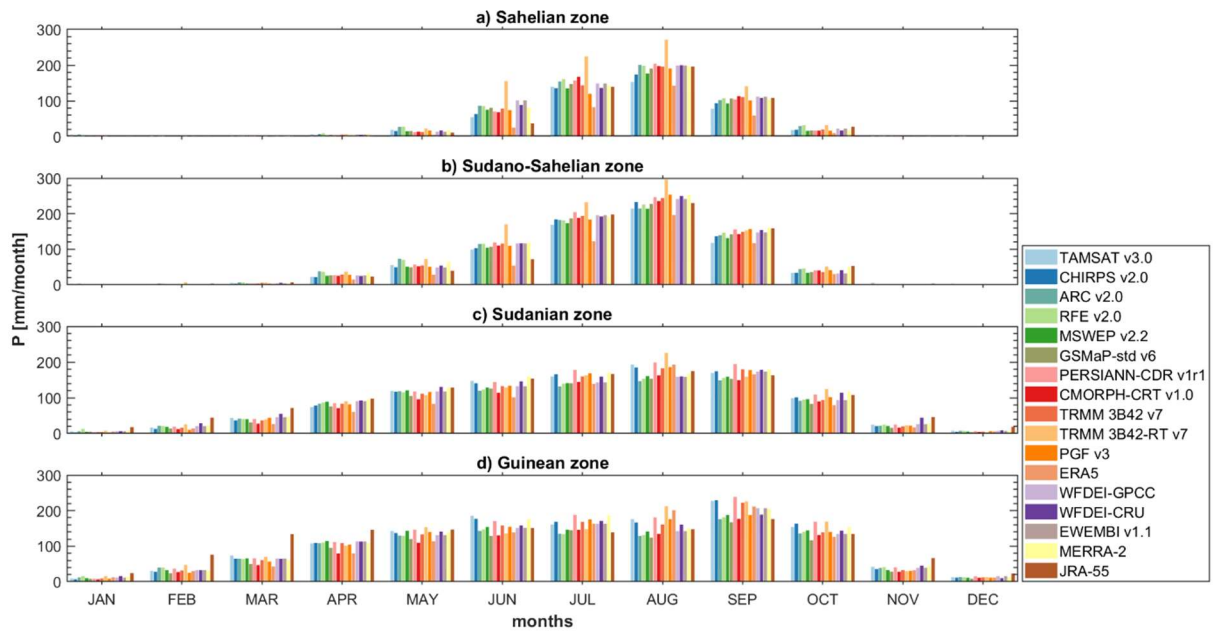 a) Sahelian zone
300
200
100
0
b) Sudano-Sahelian zone
300
200
100
0
c) Sudanian zone
300
200
100
0
d) Guinean zone
300
200
100
0
P [mm/month]
JAN FEB MAR APR MAY JUN JUL AUG SEP OCT NOV DEC
months
TAMSAT v3.0
CHIRPS v2.0
ARC v2.0
RFE v2.0
MSWEP v2.2
GSMaP-std v6
PERSIANN-CDR v1r1
CMORPH-CRT v1.0
TRMM 3B42 v7
TRMM 3B42-RT v7
PGF v3
ERA5
WFDEI-GPCC
WFDEI-CRU
EWEMBI v1.1
MERRA-2
JRA-55